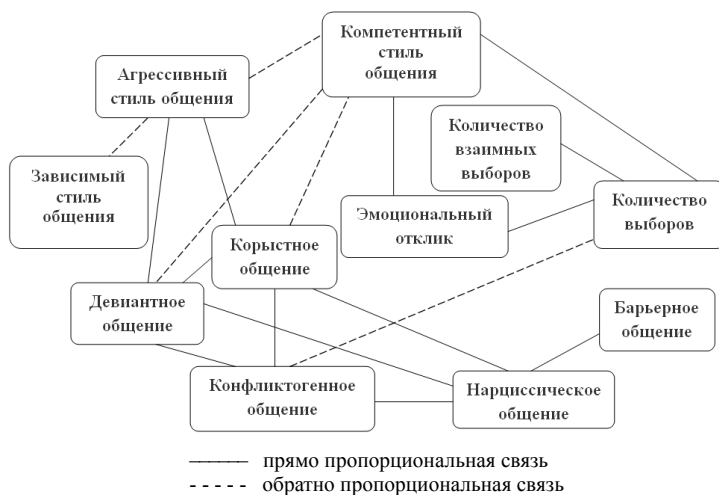 Компетентный
стиль
общения
Агрессивный
стиль общения
Количество
взаимных
выборов
Зависимый
стиль
общения
Эмоциональный
отклик
Количество
выборов
Корыстное
общение
Девиантное
общение
Барьерное
общение
Конфликтогенное
общение
Нарциссическое
общение
прямо пропорциональная связь
обратно пропорциональная связь